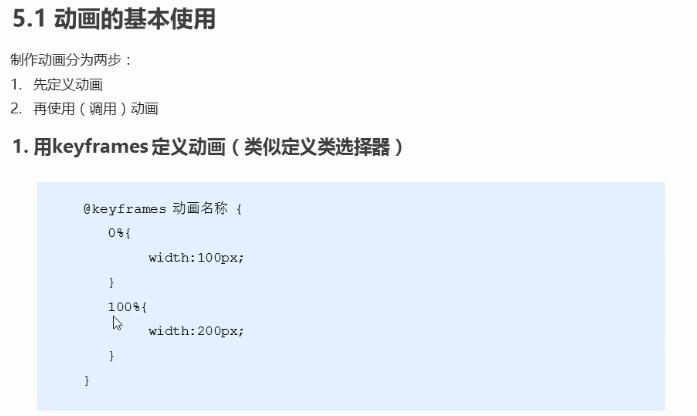 5.1 动画的基本使用
制作动画分为两步：
1. 先定义动画
2. 再使用（调用）动画
1. 用keyframes 定义动画（类似定义类选择器）
@keyframes 动画名称 {
0%{
width:100px;
}
100%{
width:200px;
}
}